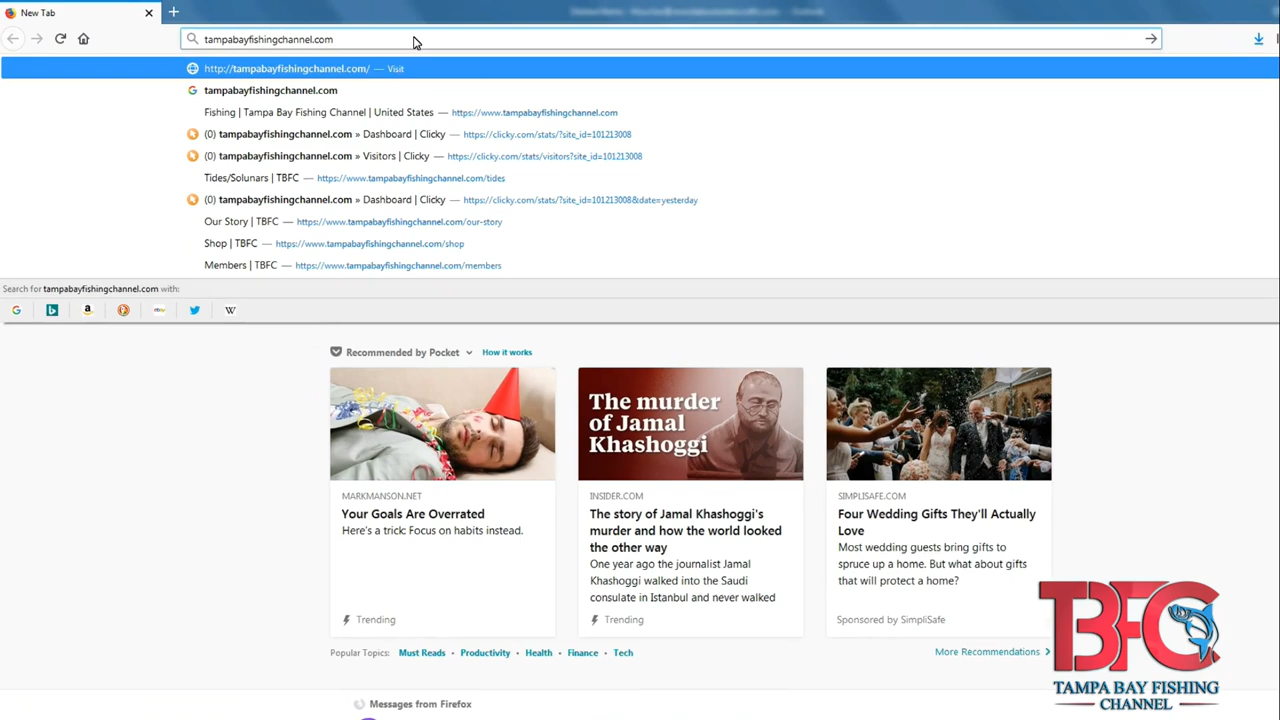 New Tab
tampabayfishingchannel.com
http://tampabayfishingchannel.com/ — Visit
tampabayfishingchannel.com
Fishing | Tampa Bay Fishing Channel | United States — https://www.tampabayfishingchannel.com
(0) tampabayfishingchannel.com » Dashboard | Clicky — https://clicky.com/stats/?site_id=101213008
(0) tampabayfishingchannel.com » Visitors | Clicky — https://clicky.com/stats/visitors?site_id=101213008
Tides/Solunars | TBFC — https://www.tampabayfishingchannel.com/tides
(0) tampabayfishingchannel.com » Dashboard | Clicky — https://clicky.com/stats/?site_id=101213008&date=yesterday
Our Story | TBFC — https://www.tampabayfishingchannel.com/our-story
Shop | TBFC — https://www.tampabayfishingchannel.com/shop
Members | TBFC — https://www.tampabayfishingchannel.com/members
Search for tampabayfishingchannel.com with:
Recommended by Pocket How it works
The murder
of Jamal
Khashoggi
MARKMANSON.NET
Your Goals Are Overrated
Here's a trick: Focus on habits instead.
Trending
INSIDER.COM
The story of Jamal Khashoggi's
murder and how the world looked
the other way
One year ago the journalist Jamal
Khashoggi walked into the Saudi
consulate in Istanbul and never walked
Trending
SIMPLISAFE.COM
Four Wedding Gifts They'll Actually
Love
Most wedding guests bring gifts to
spruce up a home. But what about gifts
that will protect a home?
Sponsored by SimpliSafe
Popular Topics: Must Reads • Productivity • Health • Finance • Tech
More Recommendations
Messages from Firefox
TBFC
TAMPA BAY FISHING
CHANNEL